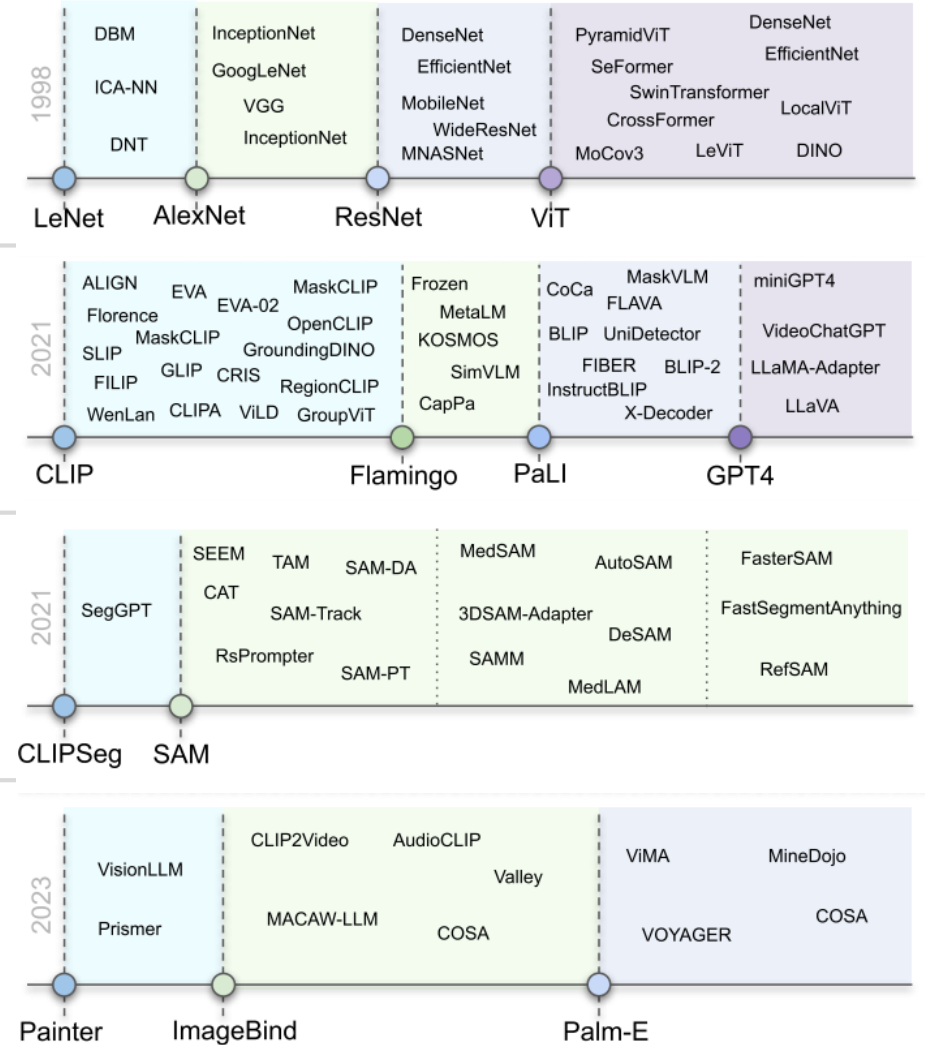 1998
DBM
ICA-NN
DNT
InceptionNet
GoogLeNet
VGG
InceptionNet
DenseNet
EfficientNet
MobileNet
WideResNet
MNASNet
PyramidViT
DenseNet
EfficientNet
SeFormer
SwinTransformer
LocalViT
CrossFormer
MoCov3
LeViT
DINO
LeNet
AlexNet
ResNet
ViT
2021
ALIGN
EVA
MaskCLIP
EVA-02
Florence
OpenCLIP
MaskCLIP
GroundingDINO
SLIP
GLIP
CRIS
FILIP
RegionCLIP
WenLan
CLIPA
ViLD
GroupViT
Frozen
MetaLM
KOSMOS
SimVLM
CapPa
CoCa
MaskVLM
FLAVA
BLIP
UniDetector
FIBER
BLIP-2
InstructBLIP
X-Decoder
miniGPT4
VideoChatGPT
LLaMA-Adapter
LLaVA
CLIP
Flamingo
PaLI
GPT4
2021
SegGPT
SEEM
TAM
SAM-DA
CAT
SAM-Track
RsPrompter
SAM-PT
MedSAM
AutoSAM
3DSAM-Adapter
DeSAM
SAMM
MedLAM
FasterSAM
FastSegmentAnything
RefSAM
CLIPSeg
SAM
2023
VisionLLM
Prismer
CLIP2Video
AudioCLIP
Valley
MACAW-LLM
COSA
ViMA
MineDojo
COSA
VOYAGER
Painter
ImageBind
Palm-E